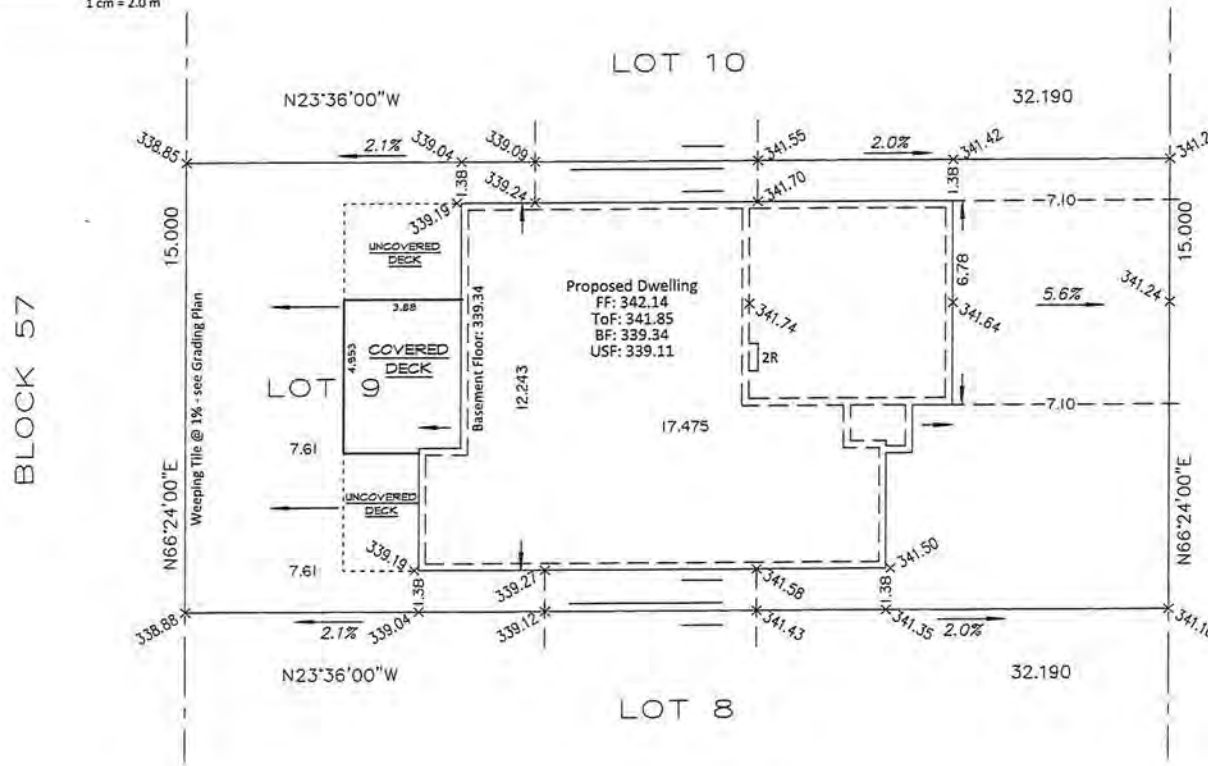 1 cm = 2.0 m
LOT 10
N23°36'00"W
32.190
338.85
2.1%
339.04
339.09
341.55
2.0%
341.42
1.38
339.24
341.70
1.38
339.19
7.10
15.000
UNCOVERED
DECK
15.000
BLOCK 57
Weeping Tile @ 1% - see Grading Plan
3.88
4.953
COVERED
DECK
LOT 9
Basement Floor: 339.34
12.243
Proposed Dwelling
FF: 342.14
ToF: 341.85
BF: 339.34
USF: 339.11
341.74
2R
6.78
341.64
5.6%
341.24
7.10
17.475
7.61
N66°24'00"E
UNCOVERED
DECK
N66°24'00"E
7.61
339.19
339.27
341.58
341.50
1.38
1.38
338.88
2.1%
339.04
339.12
341.43
341.35
2.0%
N23°36'00"W
32.190
LOT 8